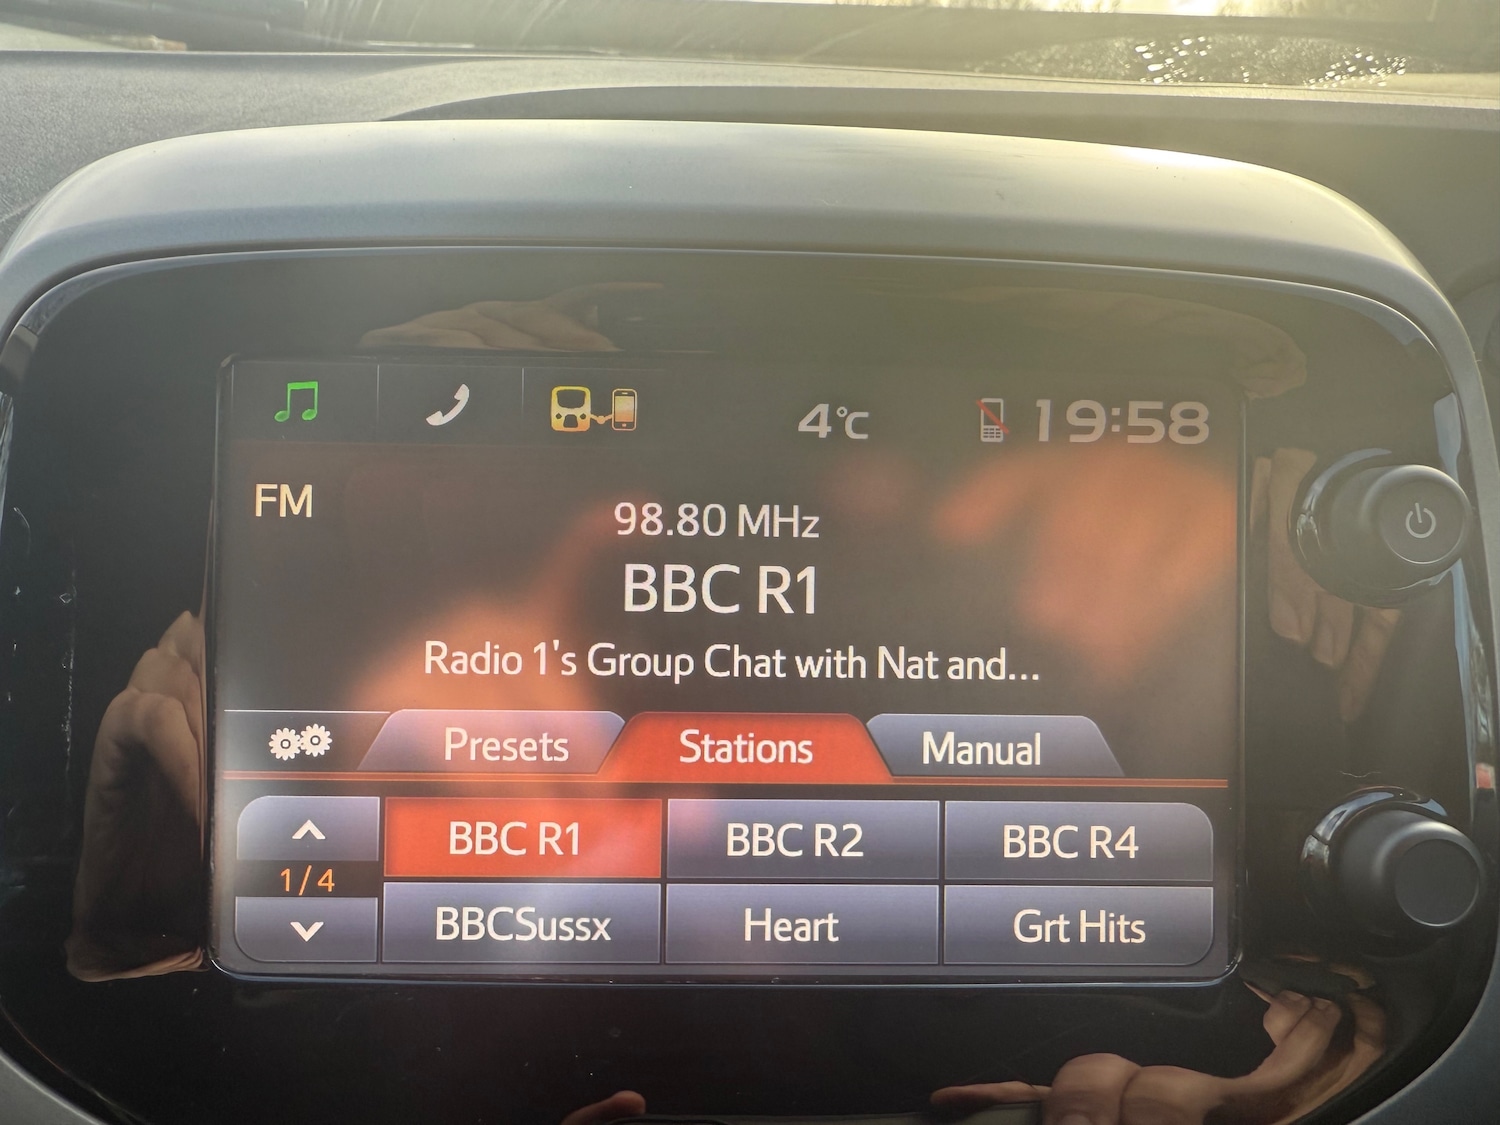 4°C 19:58
FM
98.80 MHz
BBC R1
Radio 1's Group Chat with Nat and...
Presets Stations Manual
BBC R1 BBC R2 BBC R4
1/4
BBCSussx Heart Grt Hits